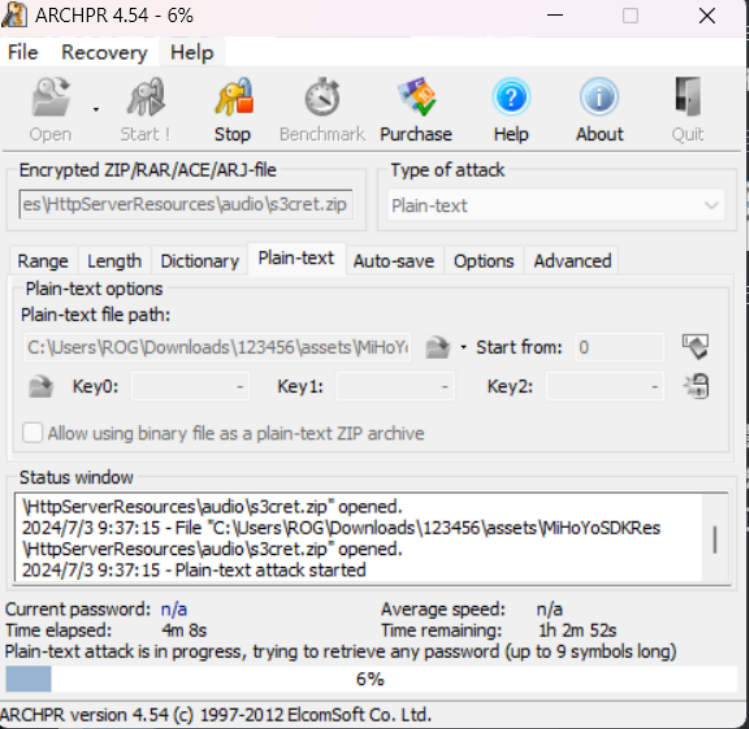 ARCHPR 4.54 - 6%
File Recovery Help
Open Start ! Stop Benchmark Purchase Help About Quit
Encrypted ZIP/RAR/ACE/ARJ-file Type of attack
es\HttpServerResources\audio\s3cret.zip Plain-text
Range Length Dictionary Plain-text Auto-save Options Advanced
Plain-text options
Plain-text file path:
C:\Users\ROG\Downloads\123456\assets\MiHoYo Start from: 0
Key0: - Key1: - Key2: -
Allow using binary file as a plain-text ZIP archive
Status window
\HttpServerResources\audio\s3cret.zip" opened.
2024/7/3 9:37:15 - File "C:\Users\ROG\Downloads\123456\assets\MiHoYoSDKRes
\HttpServerResources\audio\s3cret.zip" opened.
2024/7/3 9:37:15 - Plain-text attack started
Current password: n/a Average speed: n/a
Time elapsed: 4m 8s Time remaining: 1h 2m 52s
Plain-text attack is in progress, trying to retrieve any password (up to 9 symbols long)
6%
ARCHPR version 4.54 (c) 1997-2012 ElcomSoft Co. Ltd.